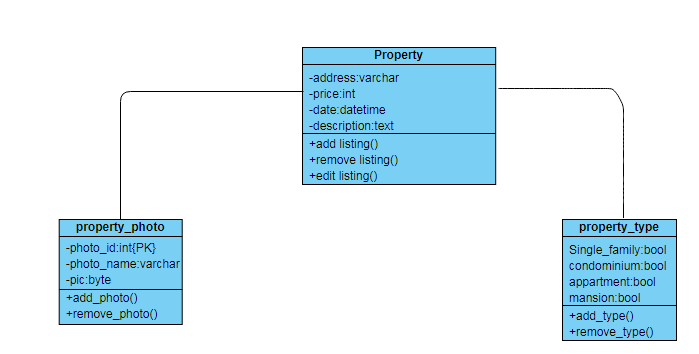 Property
-address:varchar
-price:int
-date:datetime
-description:text
+add listing()
+remove listing()
+edit listing()
property_photo
-photo_id:int{PK}
-photo_name:varchar
-pic:byte
+add_photo()
+remove_photo()
property_type
Single_family:bool
condominium:bool
appartment:bool
mansion:bool
+add_type()
+remove_type()